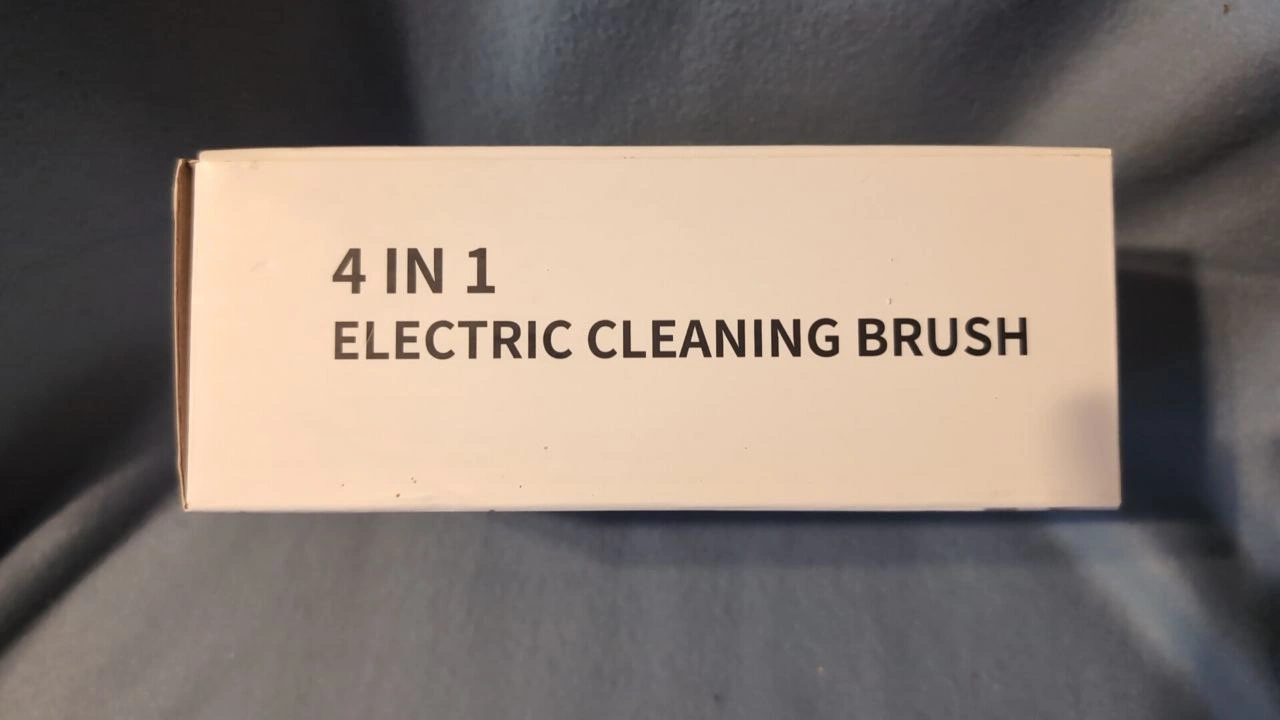 4 IN 1
ELECTRIC CLEANING BRUSH